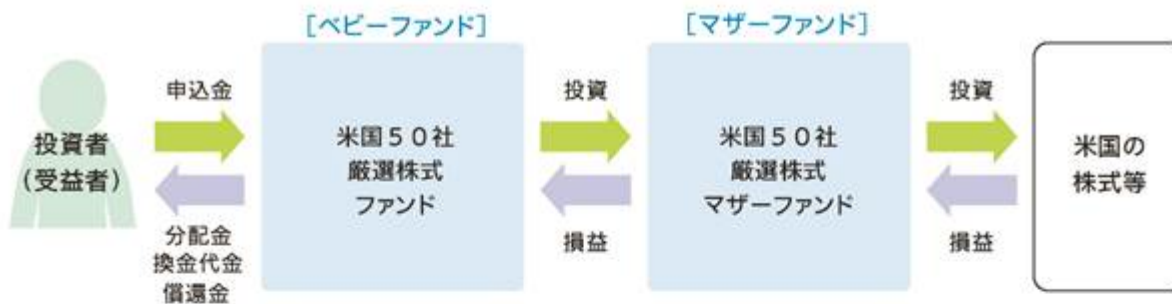 [ベビーファンド]
[マザーファンド]
申込金
投資
投資
投資者
(受益者)
米国５０社
厳選株式
ファンド
米国５０社
厳選株式
マザーファンド
米国の
株式等
分配金
換金代金
償還金
損益
損益